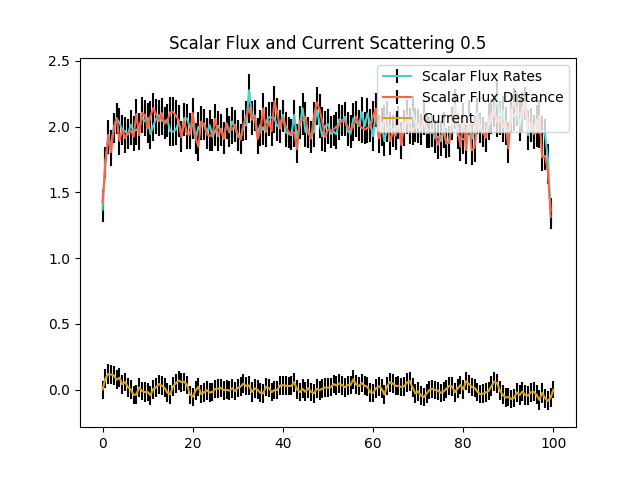 Scalar Flux and Current Scattering 0.5
2.5
2.0
1.5
1.0
0.5
0.0
Scalar Flux Rates
Scalar Flux Distance
Current
0 20 40 60 80 100